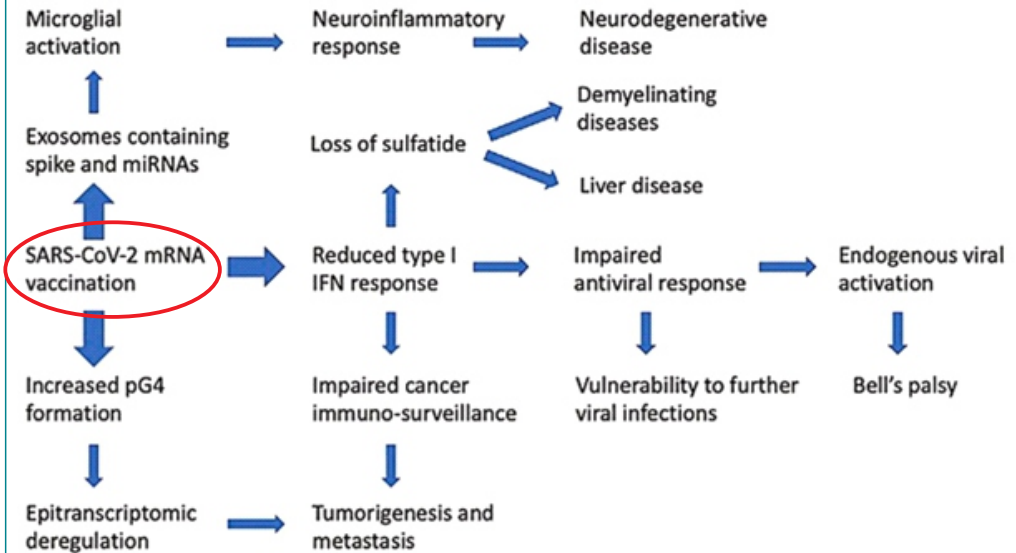 Microglial
activation
Neuroinflammatory
response
Neurodegenerative
disease
Exosomes containing
spike and miRNAs
Loss of sulfatide
Demyelinating
diseases
Liver disease
SARS-CoV-2 mRNA
vaccination
Reduced type I
IFN response
Impaired
antiviral response
Endogenous viral
activation
Increased pG4
formation
Impaired cancer
immuno-surveillance
Vulnerability to further
viral infections
Bell’s palsy
Epitranscriptomic
deregulation
Tumorigenesis and
metastasis